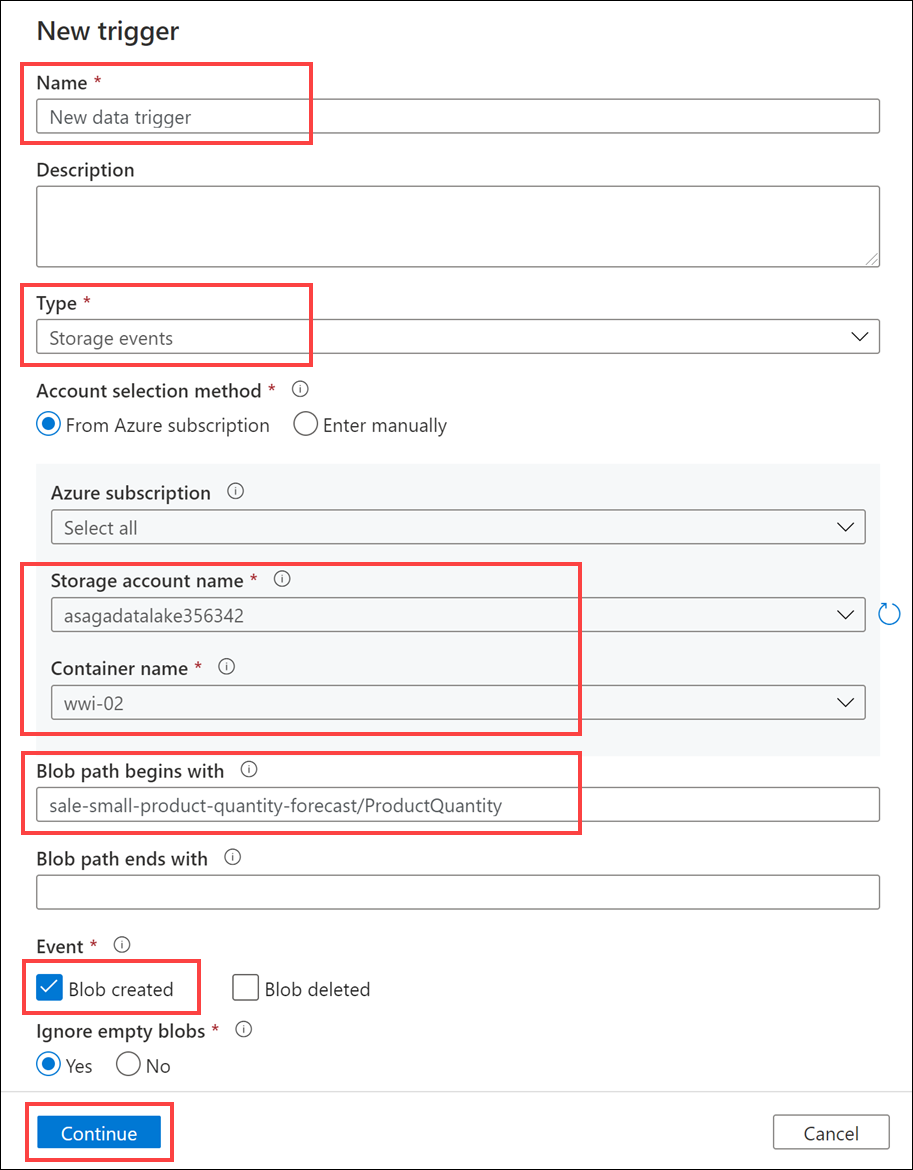 New trigger
Name *
New data trigger
Description
Type *
Storage events
Account selection method *
From Azure subscription Enter manually
Azure subscription
Select all
Storage account name *
asagadatalake356342
Container name *
wwi-02
Blob path begins with
sale-small-product-quantity-forecast/ProductQuantity
Blob path ends with
Event *
Blob created Blob deleted
Ignore empty blobs *
Yes No
Continue Cancel